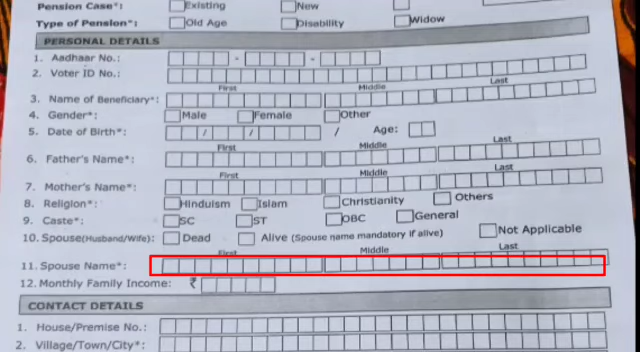 Pension Case*: Existing New
Type of Pension*: Old Age Disability Widow
PERSONAL DETAILS
1. Aadhaar No.: - -
2. Voter ID No.:
First Middle Last
3. Name of Beneficiary*:
4. Gender*: Male Female Other
5. Date of Birth*: / / / Age:
First Middle Last
6. Father's Name*:
First Middle Last
7. Mother's Name*:
8. Religion*: Hinduism Islam Christianity Others
9. Caste*: SC ST OBC General
10. Spouse(Husband/Wife): Dead Alive (Spouse name mandatory if alive) Not Applicable
First Middle Last
11. Spouse Name*:
12. Monthly Family Income: ₹
CONTACT DETAILS
1. House/Premise No.:
2. Village/Town/City*: